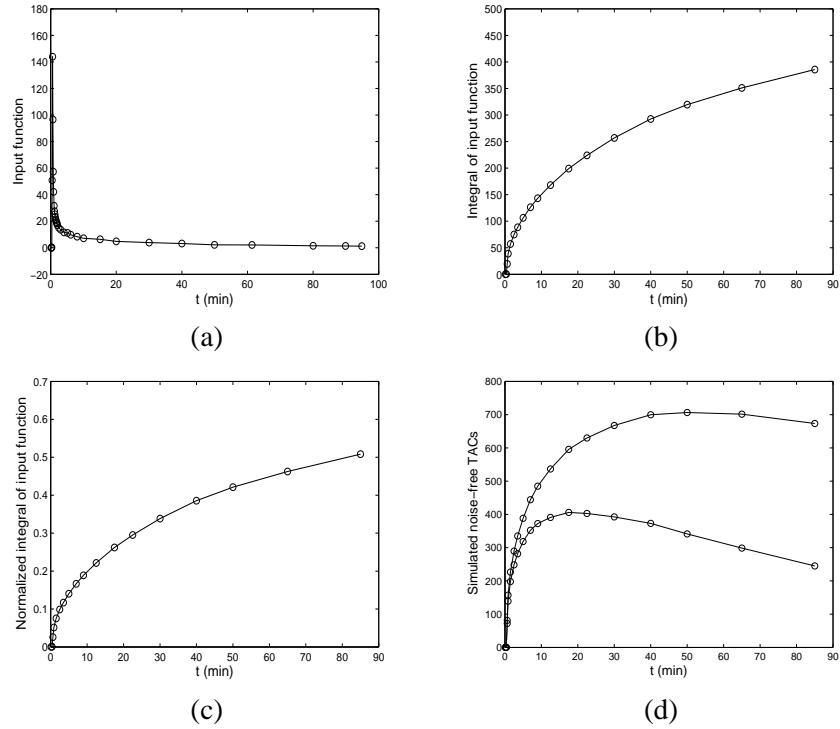 180
160
140
120
100
80
60
40
20
0
−20
Input function
0 20 40 60 80 100
t (min)
(a)
500
450
400
350
300
250
200
150
100
50
0
Integral of input function
0 10 20 30 40 50 60 70 80 90
t (min)
(b)
0.7
0.6
0.5
0.4
0.3
0.2
0.1
0
Normalized integral of input function
0 10 20 30 40 50 60 70 80 90
t (min)
(c)
800
700
600
500
400
300
200
100
0
Simulated noise−free TACs
0 10 20 30 40 50 60 70 80 90
t (min)
(d)